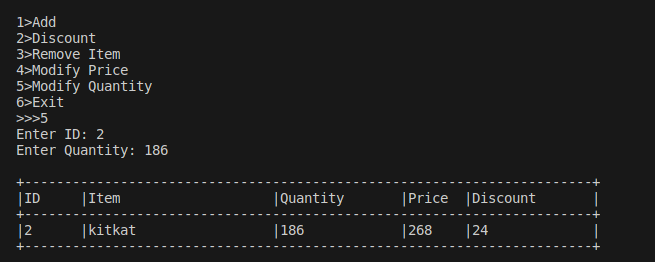 1>Add
2>Discount
3>Remove Item
4>Modify Price
5>Modify Quantity
6>Exit
>>>5
Enter ID: 2
Enter Quantity: 186

+-----------------------------------------------------------------------+
|ID     |Item                   |Quantity       |Price  |Discount       |
+-----------------------------------------------------------------------+
|2      |kitkat                 |186            |268    |24             |
+-----------------------------------------------------------------------+